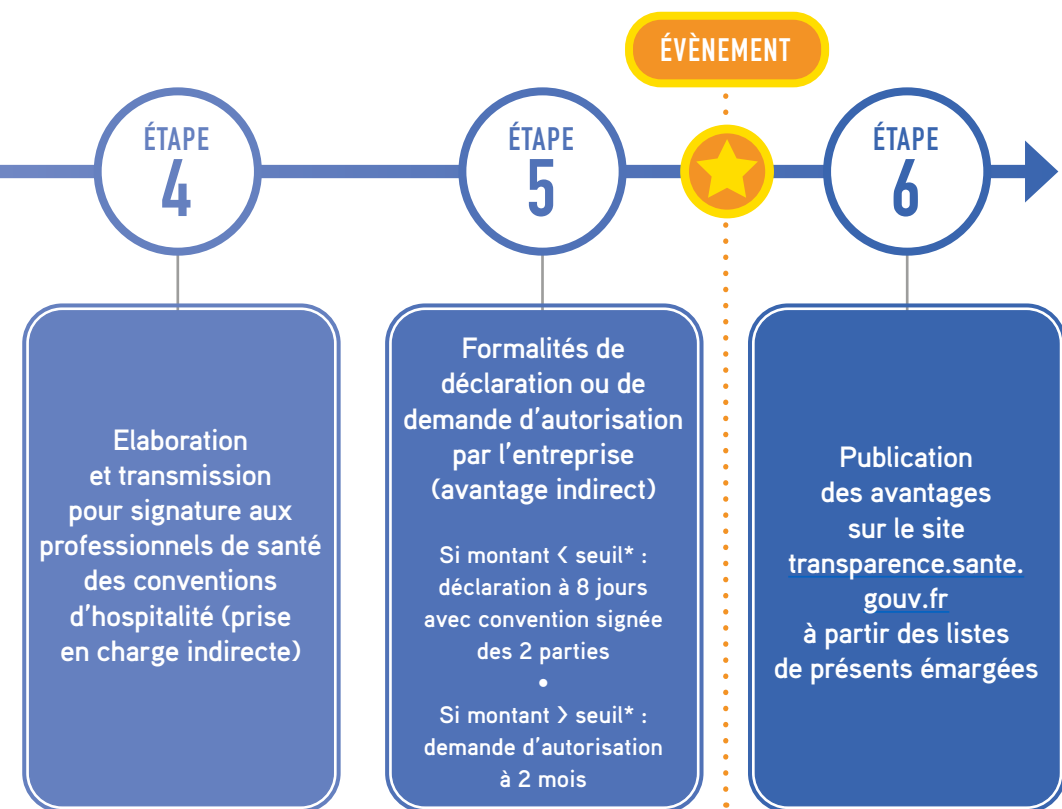 ÉVÈNEMENT
ÉTAPE
4
ÉTAPE
5
ÉTAPE
6
Elaboration
et transmission
pour signature aux
professionnels de santé
des conventions
d'hospitalité (prise
en charge indirecte)
Formalités de
déclaration ou de
demande d'autorisation
par l'entreprise
(avantage indirect)
Si montant < seuil* :
déclaration à 8 jours
avec convention signée
des 2 parties
•
Si montant > seuil* :
demande d'autorisation
à 2 mois
Publication
des avantages
sur le site
transparence.sante.
gouv.fr
à partir des listes
de présents émargées